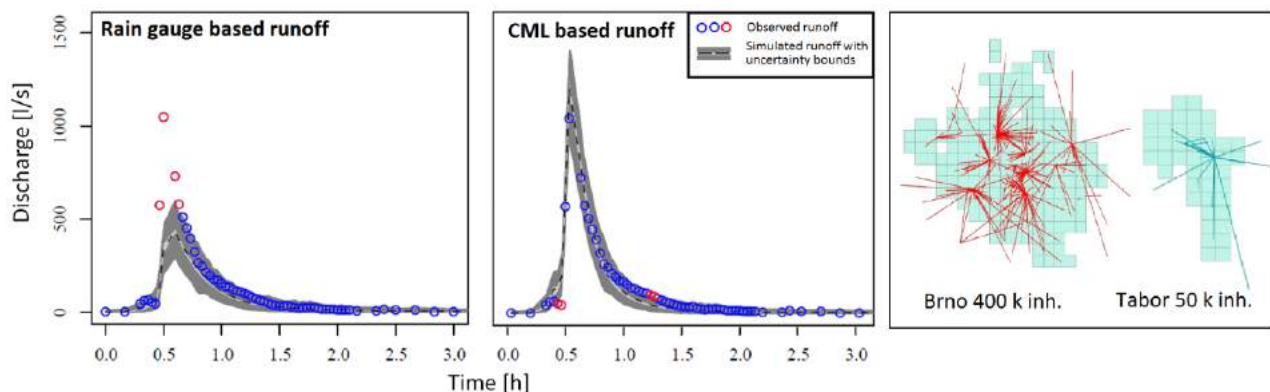 Rain gauge based runoff
CML based runoff
Observed runoff
Simulated runoff with
uncertainty bounds
Discharge [l/s]
1500
1000
500
0
0.0 0.5 1.0 1.5 2.0 2.5 3.0
0.0 0.5 1.0 1.5 2.0 2.5 3.0
Time [h]
Brno 400 k inh.
Tabor 50 k inh.